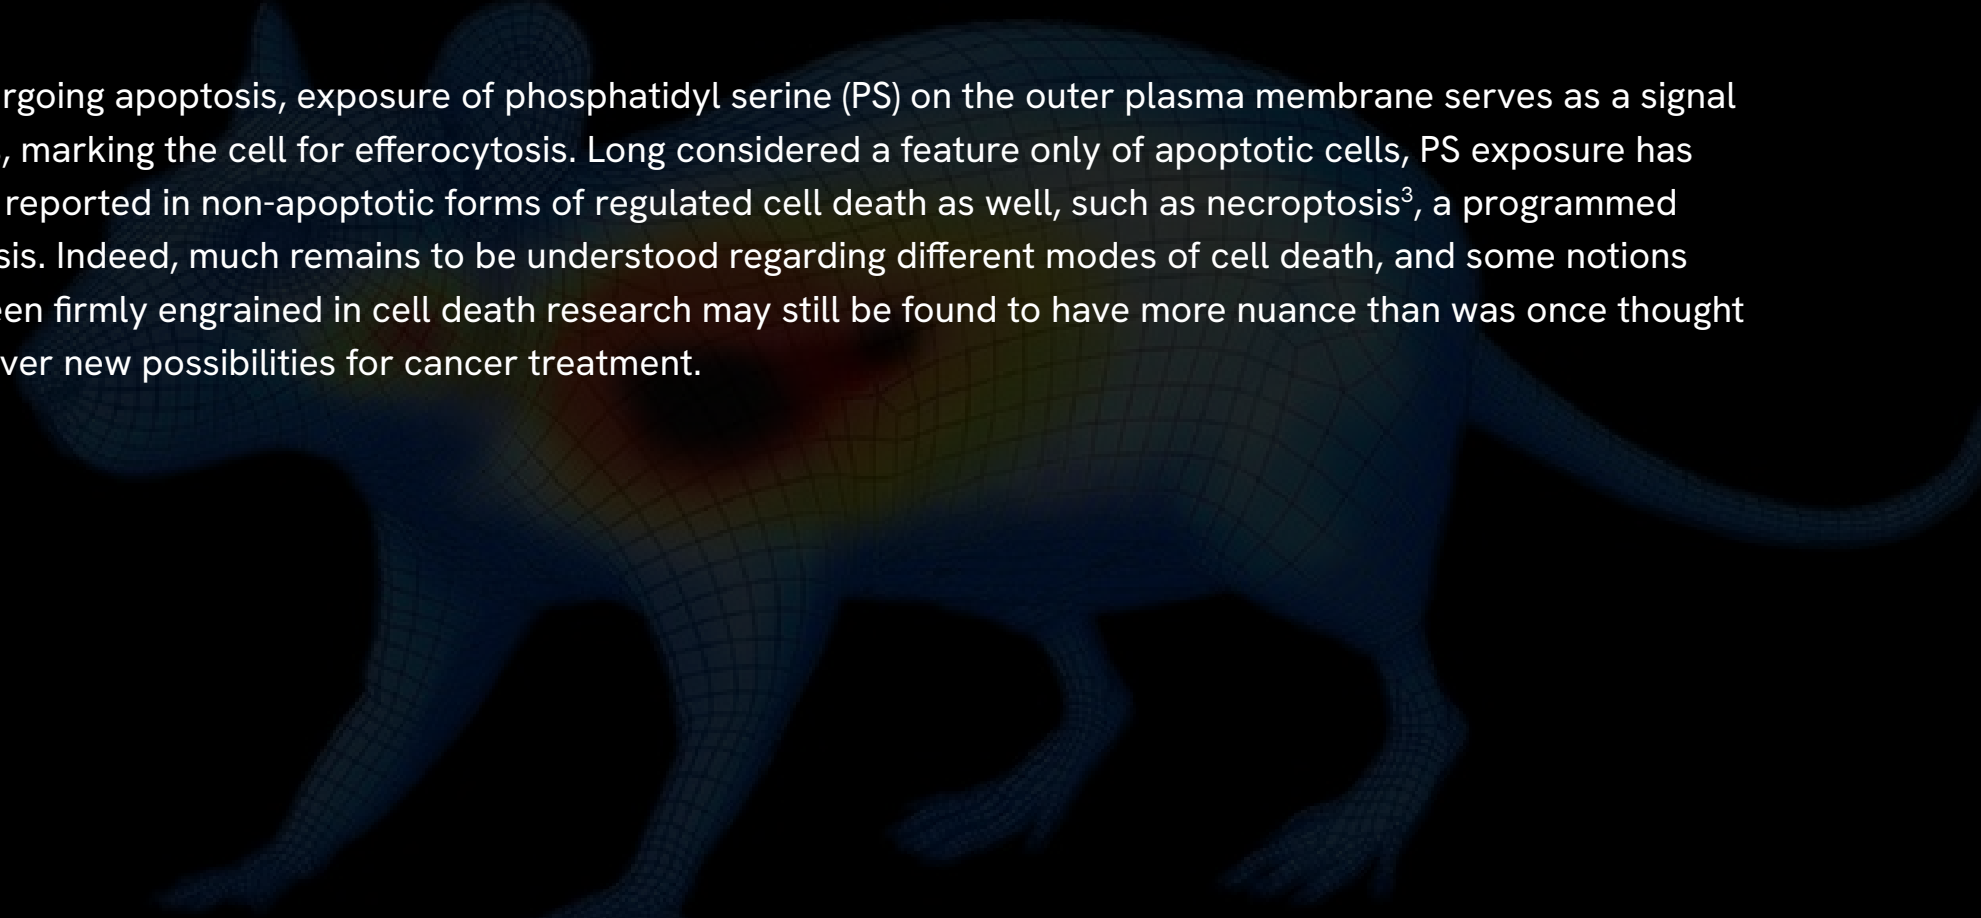 rgoing apoptosis, exposure of phosphatidyl serine (PS) on the outer plasma membrane serves as a signal
, marking the cell for efferocytosis. Long considered a feature only of apoptotic cells, PS exposure has
reported in non-apoptotic forms of regulated cell death as well, such as necroptosis³, a programmed
sis. Indeed, much remains to be understood regarding different modes of cell death, and some notions
en firmly engrained in cell death research may still be found to have more nuance than was once thought
ver new possibilities for cancer treatment.